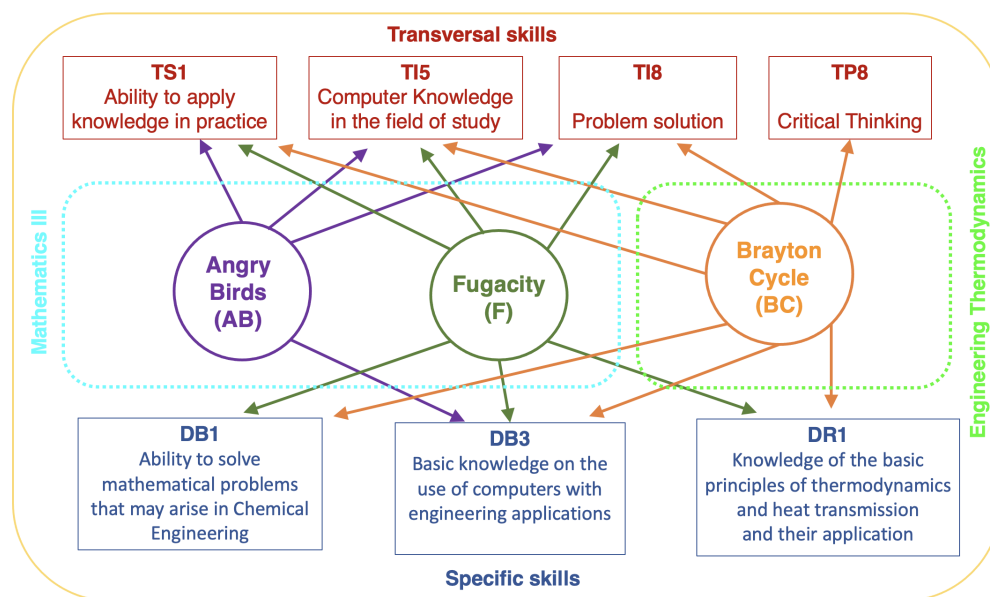 Transversal skills
TS1
Ability to apply
knowledge in practice
TI5
Computer Knowledge
in the field of study
TI8
Problem solution
TP8
Critical Thinking
Mathematics III
Angry
Birds
(AB)
Fugacity
(F)
Brayton
Cycle
(BC)
Engineering Thermodynamics
DB1
Ability to solve
mathematical problems
that may arise in Chemical
Engineering
DB3
Basic knowledge on the
use of computers with
engineering applications
DR1
Knowledge of the basic
principles of thermodynamics
and heat transmission
and their application
Specific skills